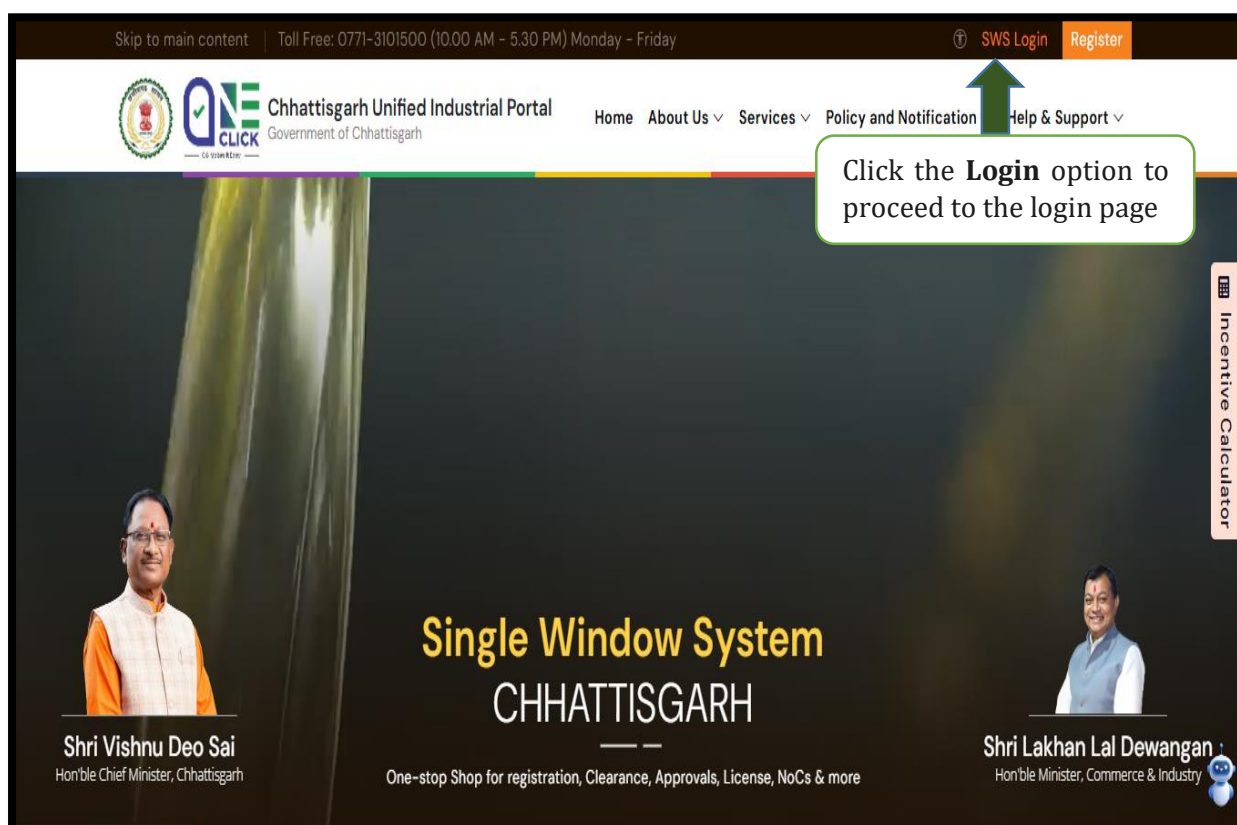 Skip to main content | Toll Free: 0771-3101500 (10.00 AM - 5.30 PM) Monday - Friday
SWS Login Register
ONE
CLICK
Chhattisgarh Unified Industrial Portal
Government of Chhattisgarh
Home About Us Services Policy and Notification Help & Support
Click the Login option to
proceed to the login page
Incentive Calculator
Single Window System
CHHATTISGARH
One-stop Shop for registration, Clearance, Approvals, License, NoCs & more
Shri Vishnu Deo Sai
Hon'ble Chief Minister, Chhattisgarh
Shri Lakhan Lal Dewangan
Hon'ble Minister, Commerce & Industry